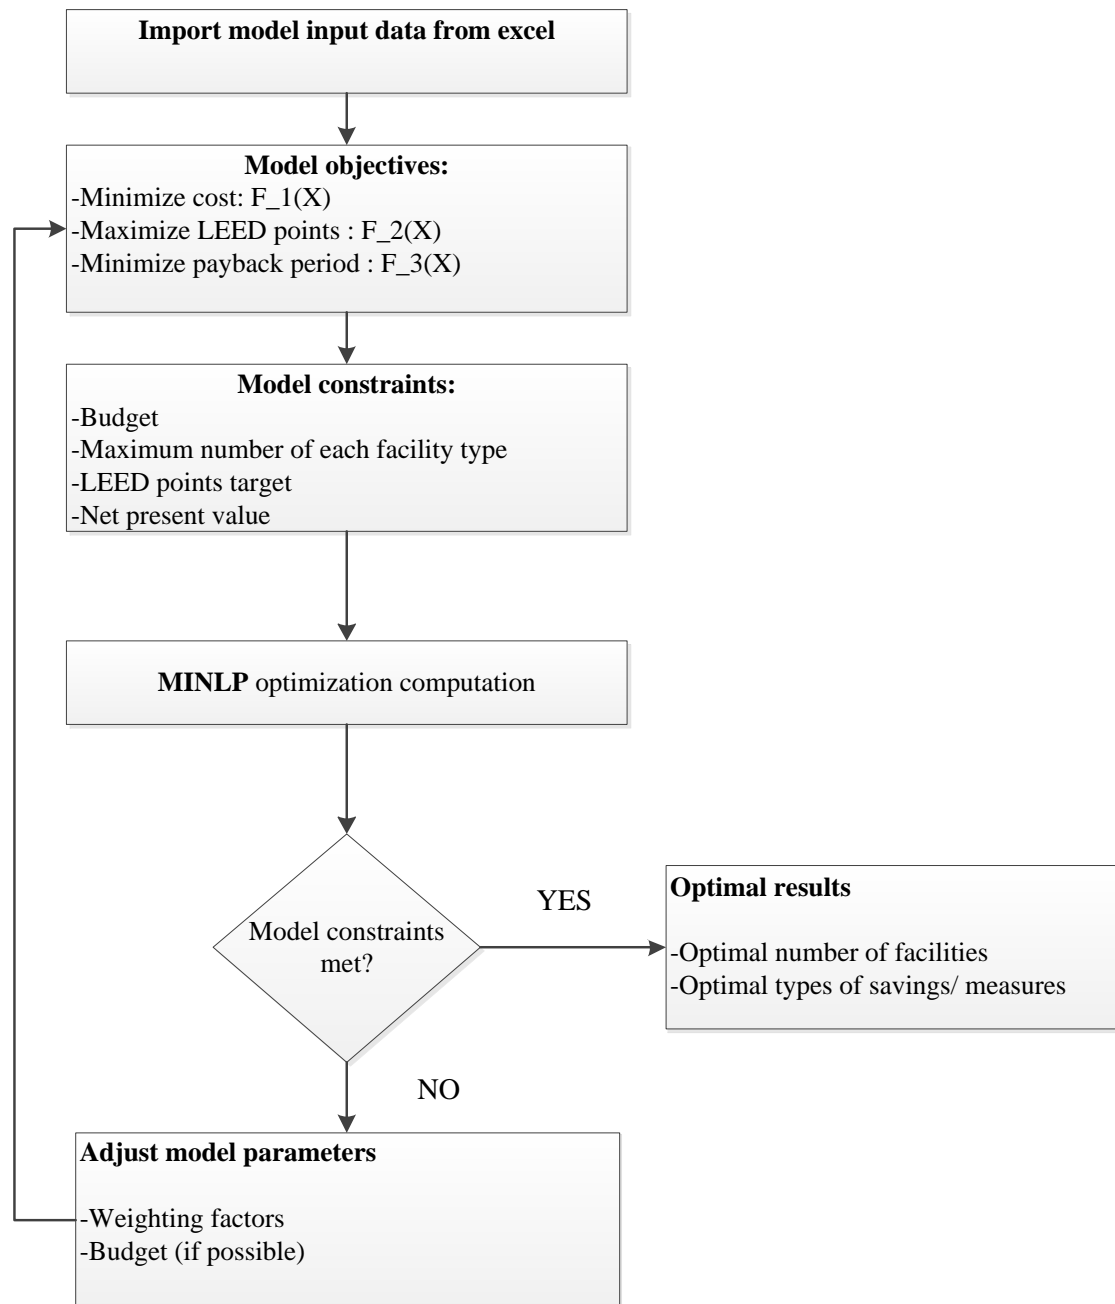 Import model input data from excel
Model objectives:
-Minimize cost: F_1(X)
-Maximize LEED points : F_2(X)
-Minimize payback period : F_3(X)
Model constraints:
-Budget
-Maximum number of each facility type
-LEED points target
-Net present value
MINLP optimization computation
Model constraints
met?
YES
Optimal results
-Optimal number of facilities
-Optimal types of savings/ measures
NO
Adjust model parameters
-Weighting factors
-Budget (if possible)